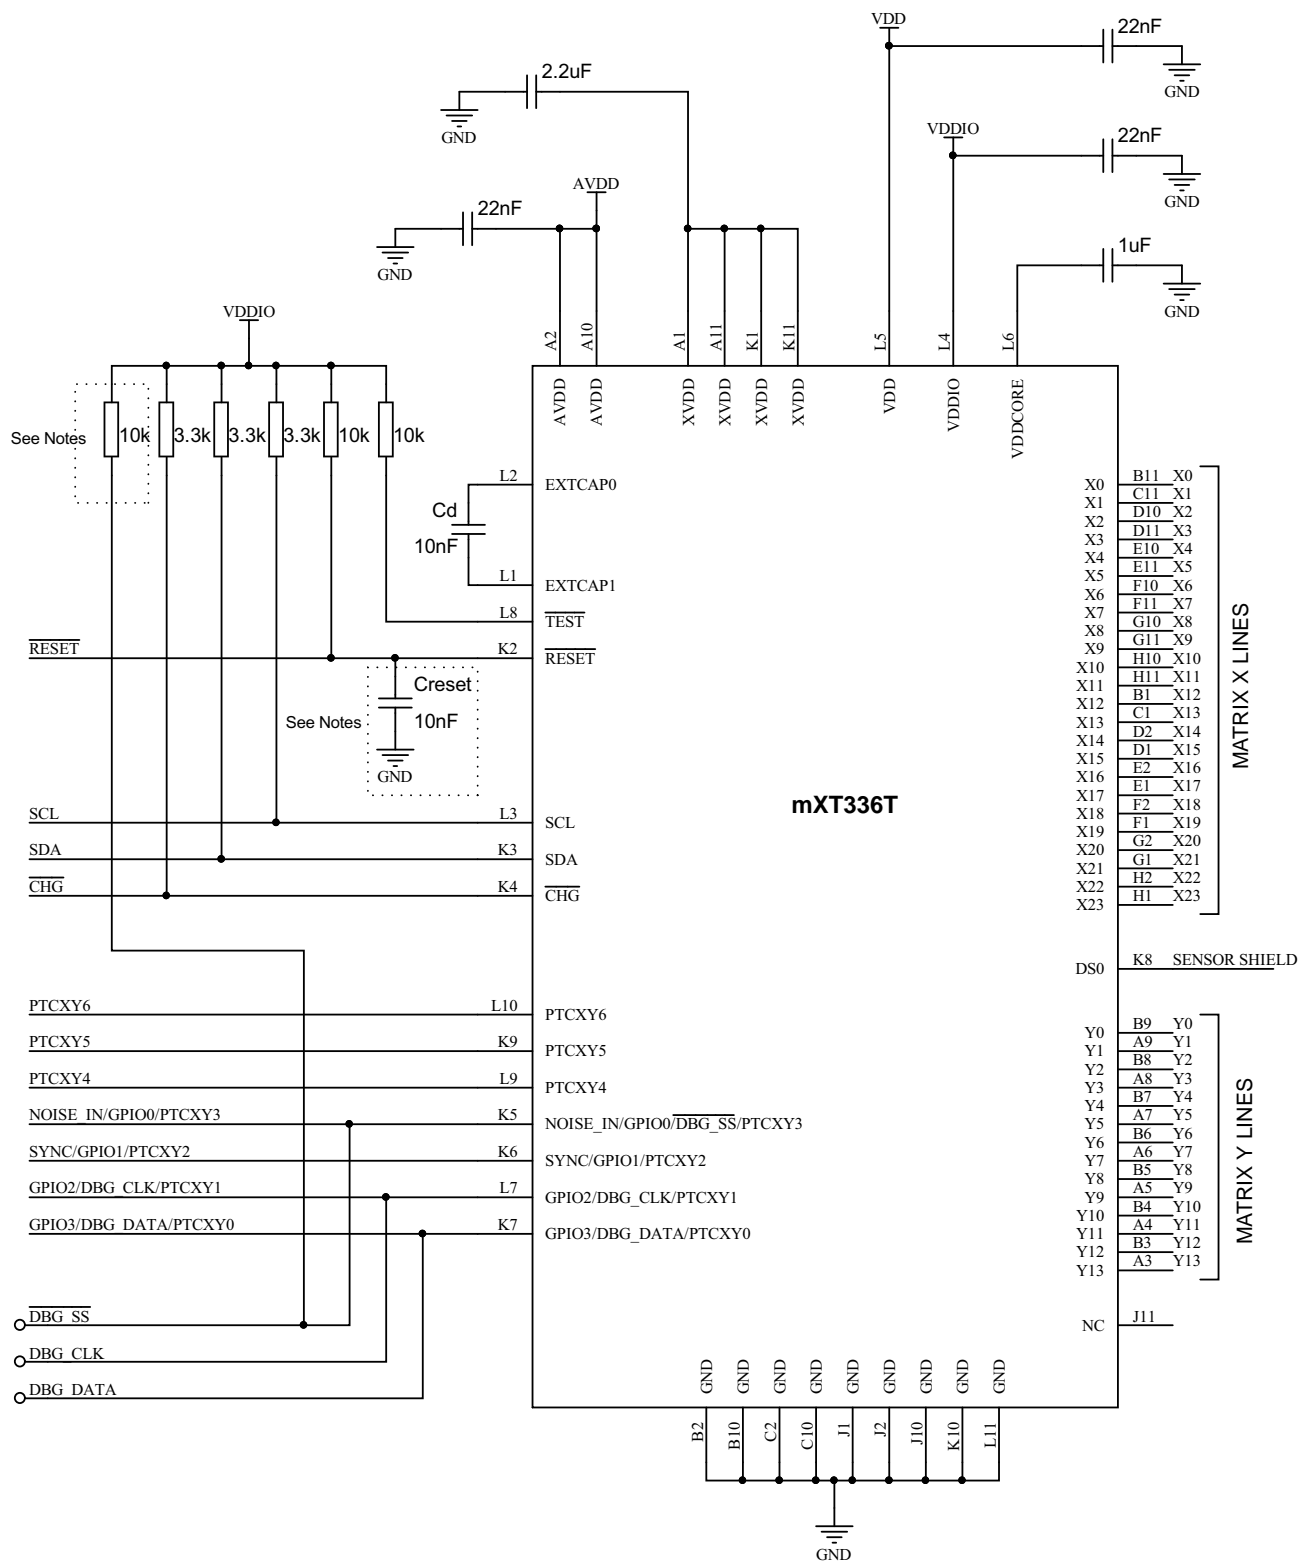 VDD
22nF
GND
2.2uF
GND
VDDIO
22nF
GND
AVDD
22nF
GND
1uF
GND
VDDIO
A2
A10
A1
A11
K1
K11
L5
L4
L6
AVDD
AVDD
XVDD
XVDD
XVDD
XVDD
VDD
VDDIO
VDDCORE
See Notes
10k
3.3k
3.3k
3.3k
10k
10k
L2
EXTCAP0
Cd
10nF
L1
EXTCAP1
L8
TEST
RESET
K2
RESET
Creset
See Notes
10nF
GND
mXT336T
SCL
L3
SCL
SDA
K3
SDA
CHG
K4
CHG
PTCXY6
L10
PTCXY6
PTCXY5
K9
PTCXY5
PTCXY4
L9
PTCXY4
NOISE_IN/GPIO0/PTCXY3
K5
NOISE_IN/GPIO0/DBG_SS/PTCXY3
SYNC/GPIO1/PTCXY2
K6
SYNC/GPIO1/PTCXY2
GPIO2/DBG_CLK/PTCXY1
L7
GPIO2/DBG_CLK/PTCXY1
GPIO3/DBG_DATA/PTCXY0
K7
GPIO3/DBG_DATA/PTCXY0
DBG_SS
DBG_CLK
DBG_DATA
X0 B11 X0
X1 C11 X1
X2 D10 X2
X3 D11 X3
X4 E10 X4
X5 E11 X5
X6 F10 X6
X7 F11 X7
X8 G10 X8
X9 G11 X9
X10 H10 X10
X11 H11 X11
X12 B1 X12
X13 C1 X13
X14 D2 X14
X15 D1 X15
X16 E2 X16
X17 E1 X17
X18 F2 X18
X19 F1 X19
X20 G2 X20
X21 G1 X21
X22 H2 X22
X23 H1 X23
MATRIX X LINES
DS0 K8 SENSOR SHIELD
Y0 B9 Y0
Y1 A9 Y1
Y2 B8 Y2
Y3 A8 Y3
Y4 B7 Y4
Y5 A7 Y5
Y6 B6 Y6
Y7 A6 Y7
Y8 B5 Y8
Y9 A5 Y9
Y10 B4 Y10
Y11 A4 Y11
Y12 B3 Y12
Y13 A3 Y13
MATRIX Y LINES
NC J11
GND
GND
GND
GND
GND
GND
GND
GND
GND
B2
B10
C2
C10
J1
J2
J10
K10
L11
GND